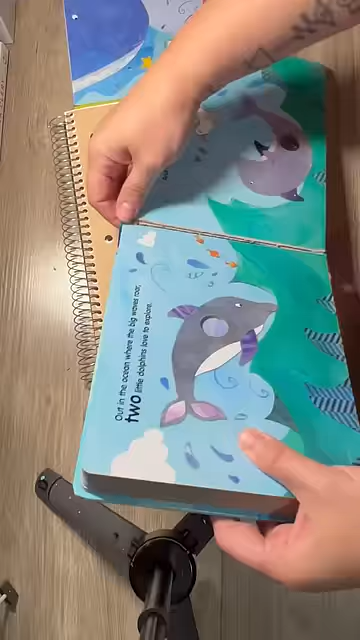 Out in the ocean where the big waves roar,
two little dolphins love to explore.